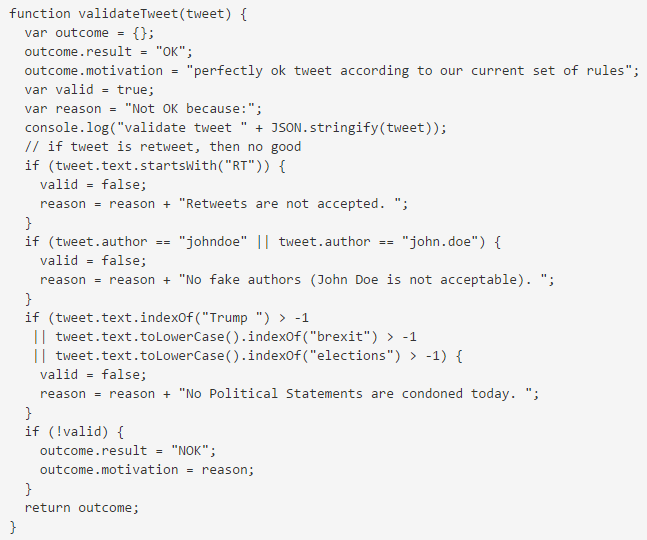 function validateTweet(tweet) {
  var outcome = {};
  outcome.result = "OK";
  outcome.motivation = "perfectly ok tweet according to our current set of rules";
  var valid = true;
  var reason = "Not OK because:";
  console.log("validate tweet " + JSON.stringify(tweet));
  // if tweet is retweet, then no good
  if (tweet.text.startsWith("RT")) {
    valid = false;
    reason = reason + "Retweets are not accepted. ";
  }
  if (tweet.author == "johndoe" || tweet.author == "john.doe") {
    valid = false;
    reason = reason + "No fake authors (John Doe is not acceptable). ";
  }
  if (tweet.text.indexOf("Trump ") > -1
   || tweet.text.toLowerCase().indexOf("brexit") > -1
   || tweet.text.toLowerCase().indexOf("elections") > -1) {
    valid = false;
    reason = reason + "No Political Statements are condoned today. ";
  }
  if (!valid) {
    outcome.result = "NOK";
    outcome.motivation = reason;
  }
  return outcome;
}